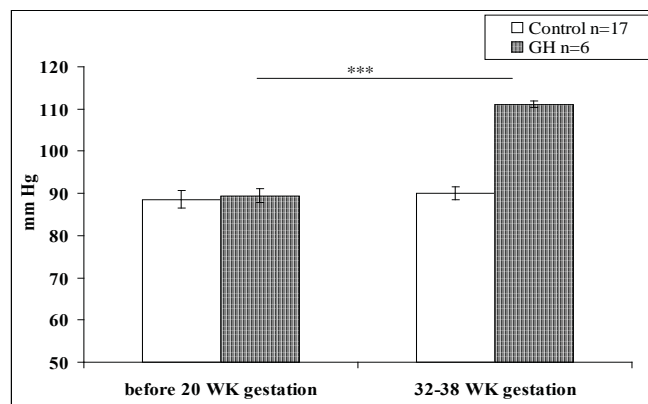 Control n=17
GH n=6
***
120
110
100
90
80
70
60
50
mm Hg
before 20 WK gestation
32-38 WK gestation